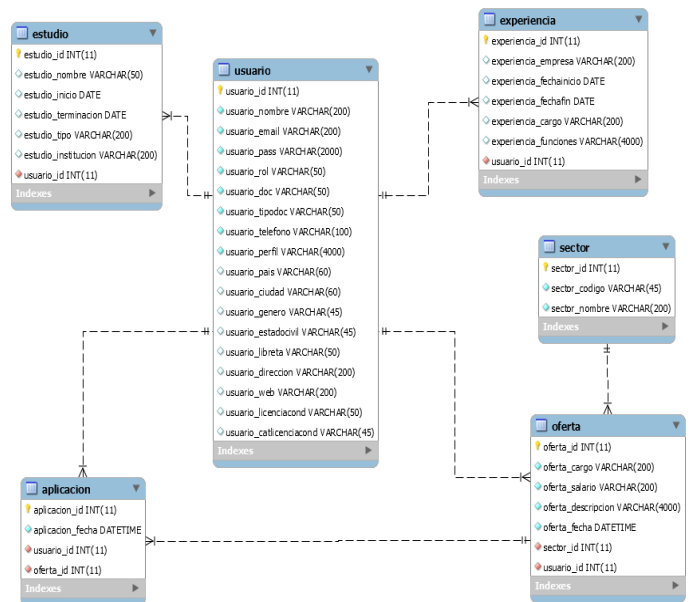 estudio
estudio_id INT(11)
estudio_nombre VARCHAR(50)
estudio_inicio DATE
estudio_terminacion DATE
estudio_tipo VARCHAR(200)
estudio_institucion VARCHAR(200)
usuario_id INT(11)
Indexes
usuario
usuario_id INT(11)
usuario_nombre VARCHAR(200)
usuario_email VARCHAR(200)
usuario_pass VARCHAR(2000)
usuario_rol VARCHAR(50)
usuario_doc VARCHAR(50)
usuario_tipodoc VARCHAR(50)
usuario_telefono VARCHAR(100)
usuario_perfil VARCHAR(4000)
usuario_pais VARCHAR(60)
usuario_ciudad VARCHAR(60)
usuario_genero VARCHAR(45)
usuario_estadocivil VARCHAR(45)
usuario_libreta VARCHAR(50)
usuario_direccion VARCHAR(200)
usuario_web VARCHAR(200)
usuario_licenciacond VARCHAR(50)
usuario_catlicenciacond VARCHAR(45)
Indexes
experiencia
experiencia_id INT(11)
experiencia_empresa VARCHAR(200)
experiencia_fechainicio DATE
experiencia_fechafin DATE
experiencia_cargo VARCHAR(200)
experiencia_funciones VARCHAR(4000)
usuario_id INT(11)
Indexes
sector
sector_id INT(11)
sector_codigo VARCHAR(45)
sector_nombre VARCHAR(200)
Indexes
oferta
oferta_id INT(11)
oferta_cargo VARCHAR(200)
oferta_salario VARCHAR(200)
oferta_descripcion VARCHAR(4000)
oferta_fecha DATETIME
sector_id INT(11)
usuario_id INT(11)
Indexes
aplicacion
aplicacion_id INT(11)
aplicacion_fecha DATETIME
usuario_id INT(11)
oferta_id INT(11)
Indexes